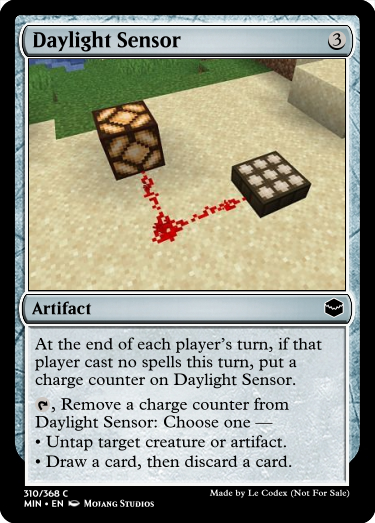 Daylight Sensor 3
Artifact
At the end of each player's turn, if that
player cast no spells this turn, put a
charge counter on Daylight Sensor.
, Remove a charge counter from
Daylight Sensor: Choose one —
• Untap target creature or artifact.
• Draw a card, then discard a card.
310/368 C
MIN • EN Mojang Studios
Made by Le Codex (Not For Sale)